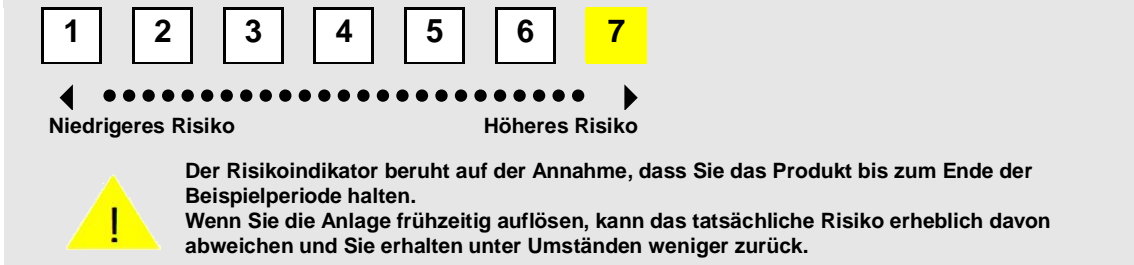 1 2 3 4 5 6 7
Niedrigeres Risiko Höheres Risiko
Der Risikoindikator beruht auf der Annahme, dass Sie das Produkt bis zum Ende der
Beispielperiode halten.
Wenn Sie die Anlage frühzeitig auflösen, kann das tatsächliche Risiko erheblich davon
abweichen und Sie erhalten unter Umständen weniger zurück.
!